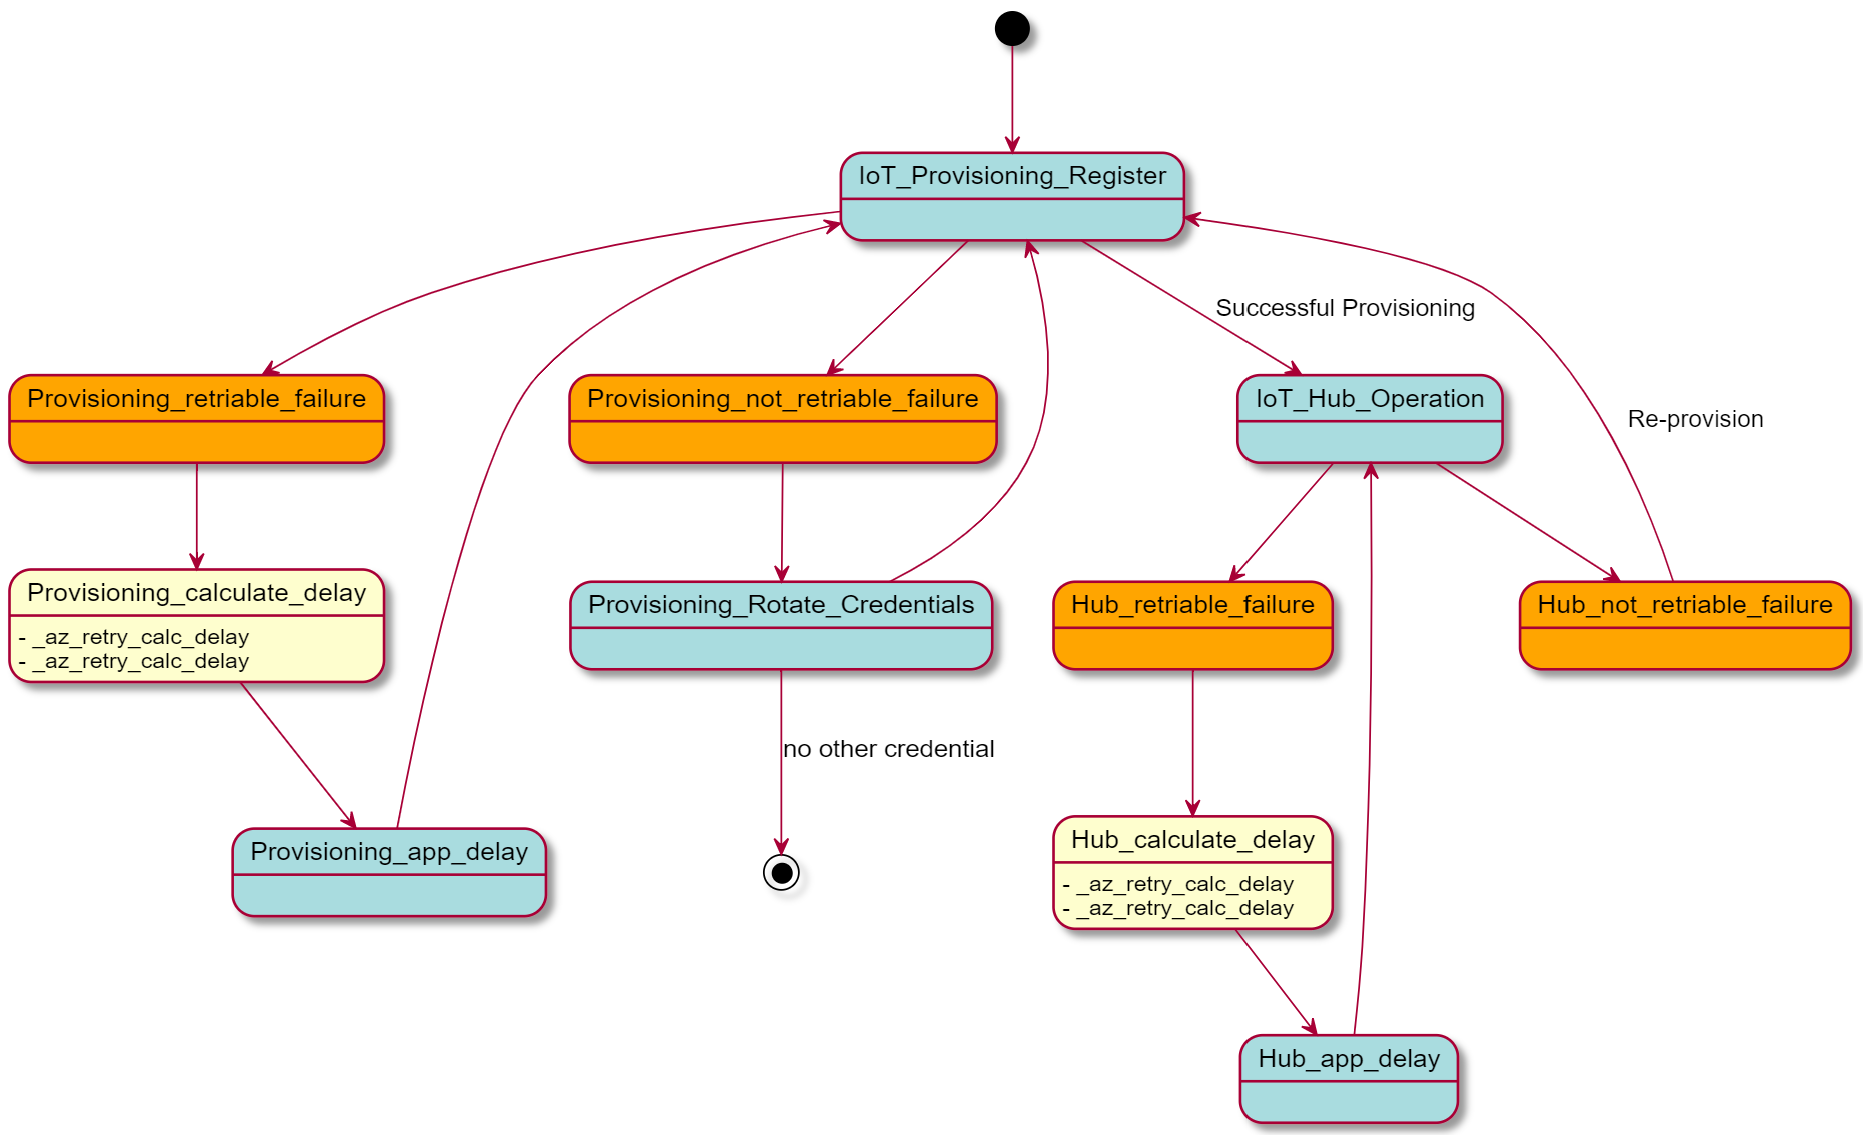 IoT_Provisioning_Register
Successful Provisioning
Provisioning_retriable_failure
Provisioning_not_retriable_failure
IoT_Hub_Operation
Re-provision
Provisioning_calculate_delay
- _az_retry_calc_delay
- _az_retry_calc_delay
Provisioning_Rotate_Credentials
Hub_retriable_failure
Hub_not_retriable_failure
no other credential
Provisioning_app_delay
Hub_calculate_delay
- _az_retry_calc_delay
- _az_retry_calc_delay
Hub_app_delay